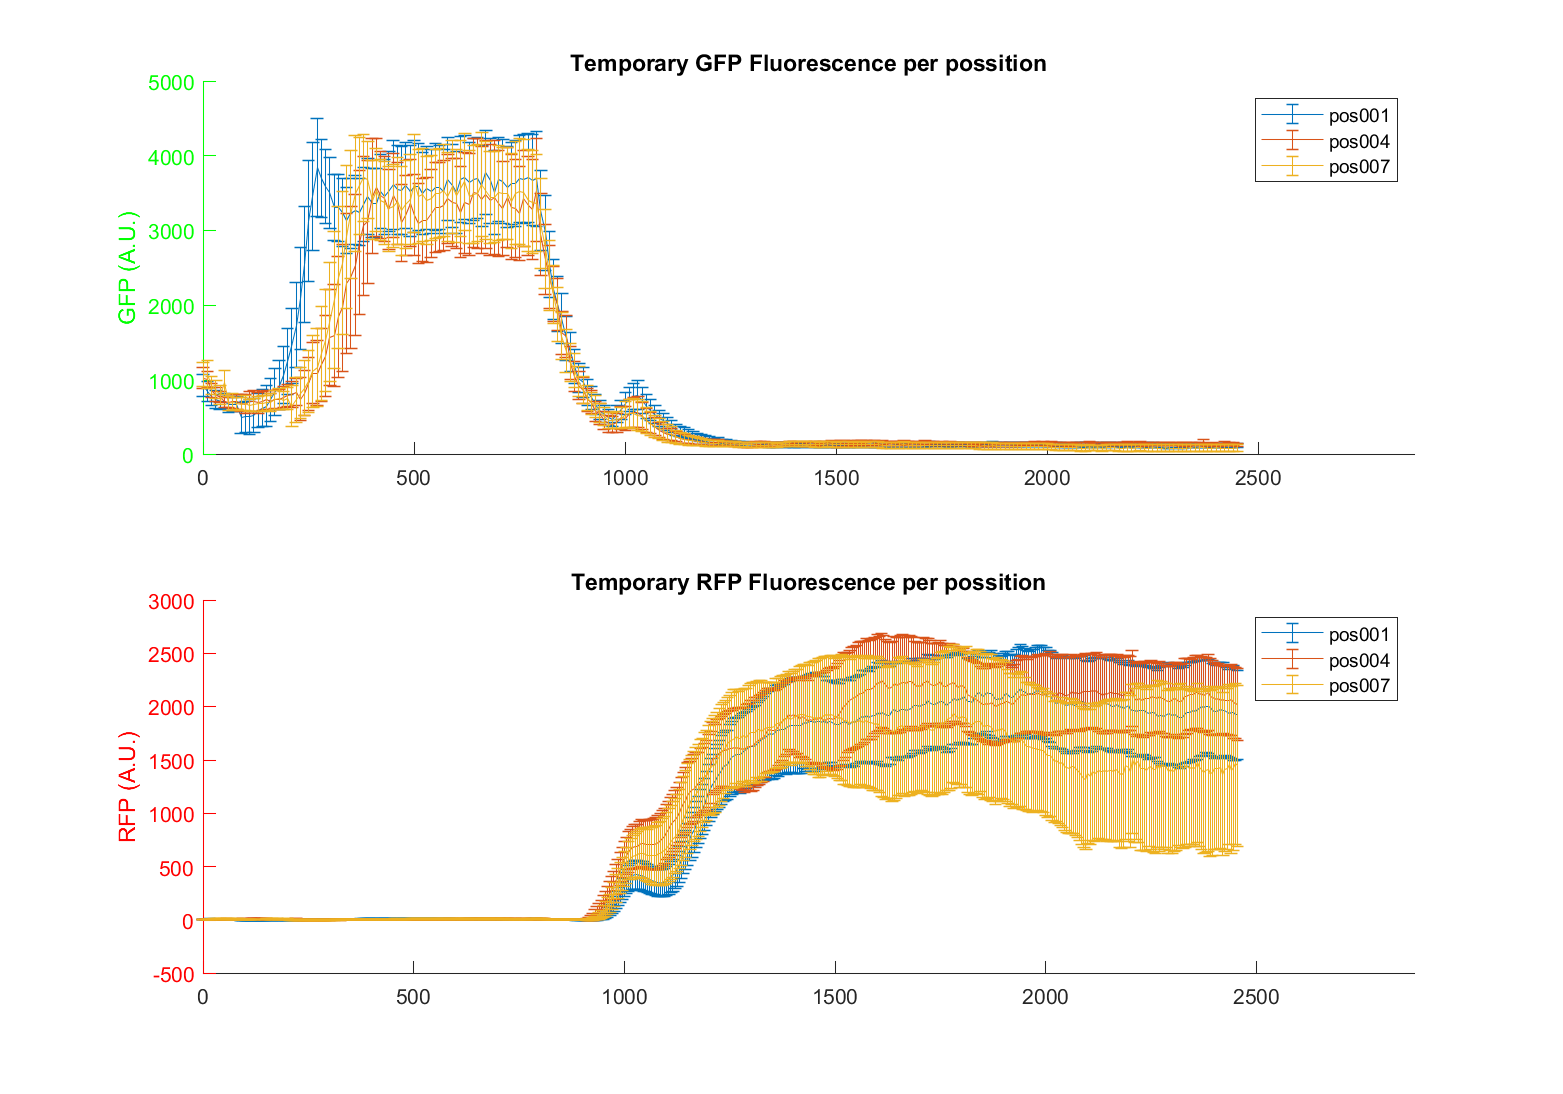 Temporary GFP Fluorescence per possition
5000
4000
3000
2000
1000
0
GFP (A.U.)
0 500 1000 1500 2000 2500
pos001
pos004
pos007
Temporary RFP Fluorescence per possition
3000
2500
2000
1500
1000
500
0
-500
RFP (A.U.)
0 500 1000 1500 2000 2500
pos001
pos004
pos007